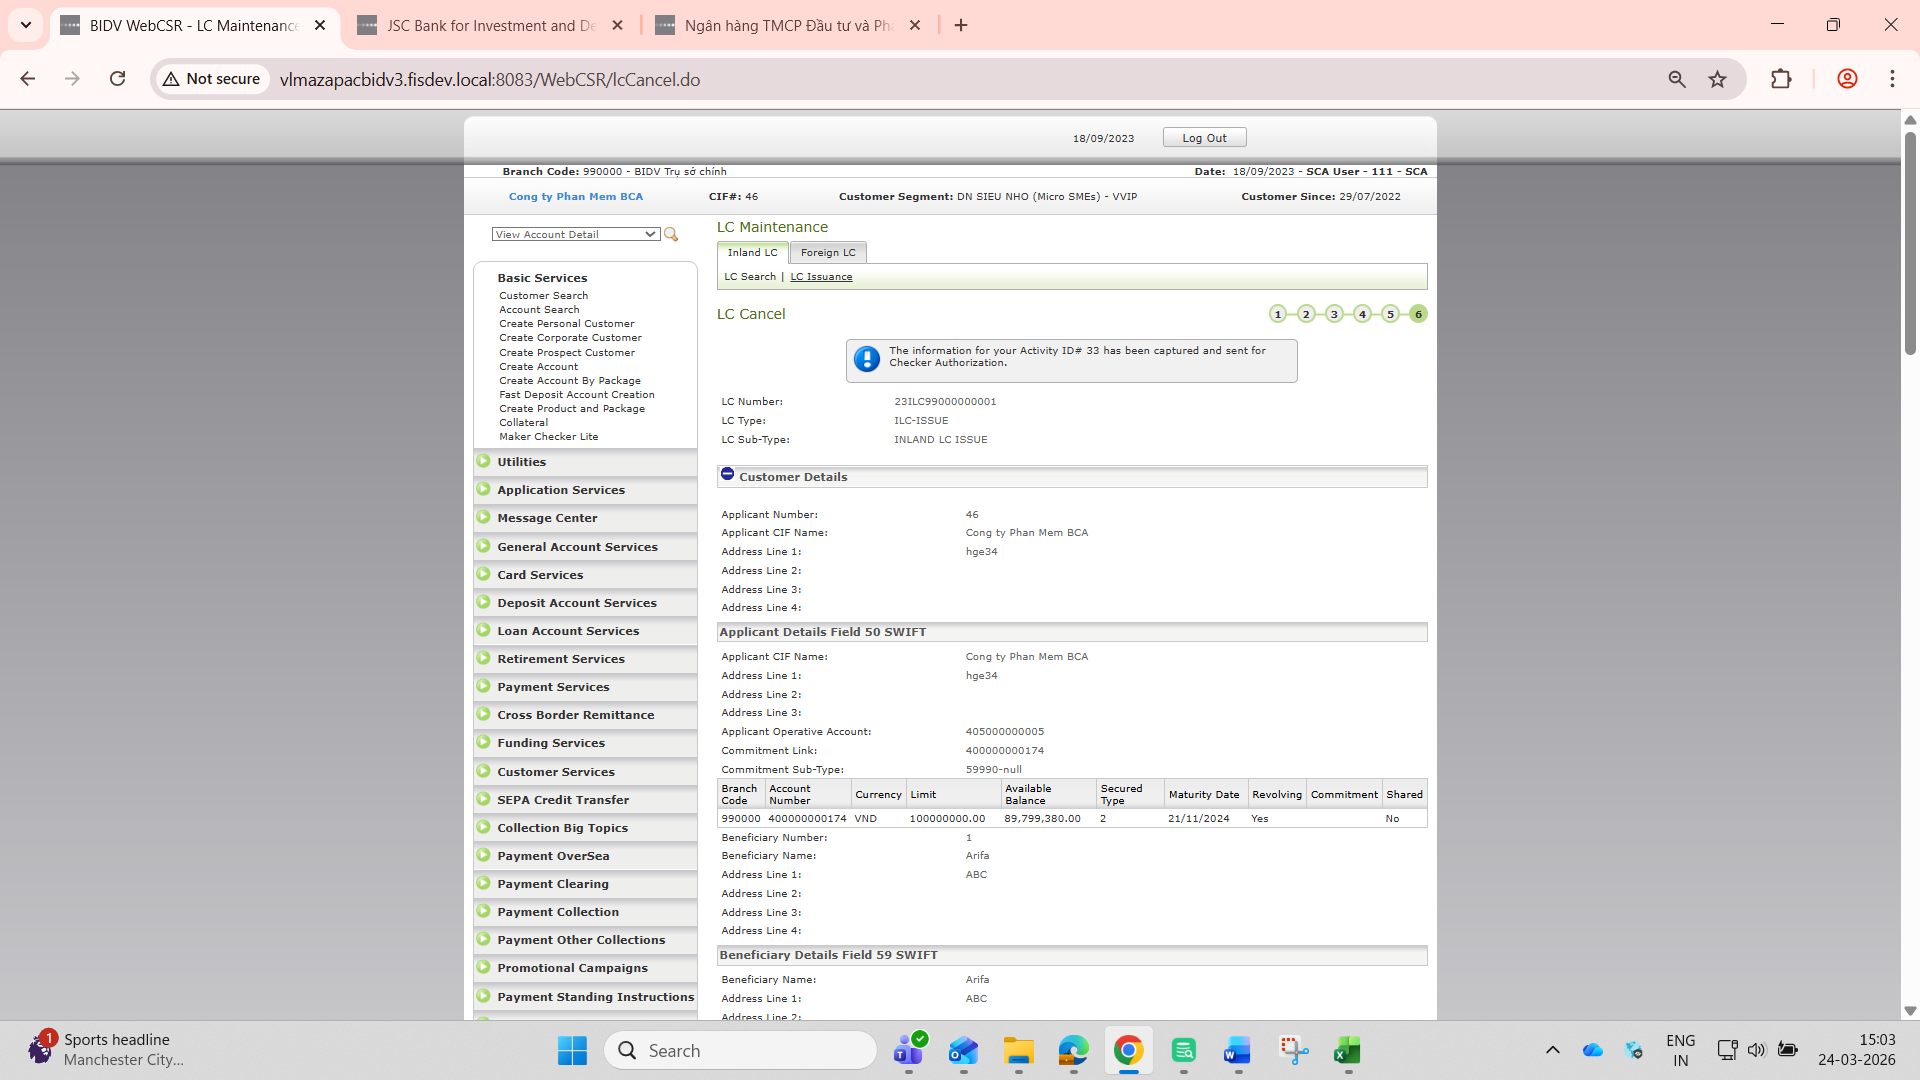 BIDV WebCSR - LC Maintenance
JSC Bank for Investment and De
Ngân hàng TMCP Đầu tư và Phá
Not secure
vlmazapacbidv3.fisdev.local:8083/WebCSR/lcCancel.do
18/09/2023
Log Out
Branch Code: 990000 - BIDV Trụ sở chính
Date: 18/09/2023 - SCA User - 111 - SCA
Cong ty Phan Mem BCA
CIF#: 46
Customer Segment: DN SIEU NHO (Micro SMEs) - VVIP
Customer Since: 29/07/2022
View Account Detail
Basic Services
Customer Search
Account Search
Create Personal Customer
Create Corporate Customer
Create Prospect Customer
Create Account
Create Account By Package
Fast Deposit Account Creation
Create Product and Package
Collateral
Maker Checker Lite
Utilities
Application Services
Message Center
General Account Services
Card Services
Deposit Account Services
Loan Account Services
Retirement Services
Payment Services
Cross Border Remittance
Funding Services
Customer Services
SEPA Credit Transfer
Collection Big Topics
Payment OverSea
Payment Clearing
Payment Collection
Payment Other Collections
Promotional Campaigns
Payment Standing Instructions
LC Maintenance
Inland LC
Foreign LC
LC Search | LC Issuance
LC Cancel
1 2 3 4 5 6
The information for your Activity ID# 33 has been captured and sent for
Checker Authorization.
LC Number: 23ILC99000000001
LC Type: ILC-ISSUE
LC Sub-Type: INLAND LC ISSUE
Customer Details
Applicant Number: 46
Applicant CIF Name: Cong ty Phan Mem BCA
Address Line 1: hge34
Address Line 2:
Address Line 3:
Address Line 4:
Applicant Details Field 50 SWIFT
Applicant CIF Name: Cong ty Phan Mem BCA
Address Line 1: hge34
Address Line 2:
Address Line 3:
Applicant Operative Account: 405000000005
Commitment Link: 400000000174
Commitment Sub-Type: 59990-null
Branch Code Account Number Currency Limit Available Balance Secured Type Maturity Date Revolving Commitment Shared
990000 400000000174 VND 100000000.00 89,799,380.00 2 21/11/2024 Yes No
Beneficiary Number: 1
Beneficiary Name: Arifa
Address Line 1: ABC
Address Line 2:
Address Line 3:
Address Line 4:
Beneficiary Details Field 59 SWIFT
Beneficiary Name: Arifa
Address Line 1: ABC
Address Line 2:
1
Sports headline
Manchester City...
Search
ENG
IN
15:03
24-03-2026